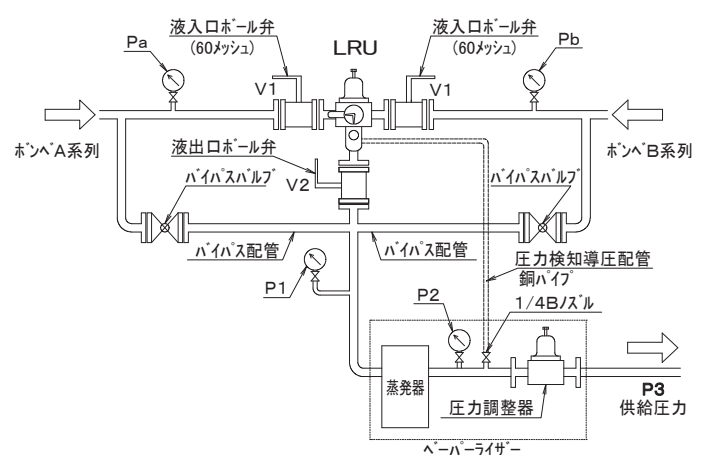 Pa
液入口ボール弁
(60メッシュ)
LRU
液入口ボール弁
(60メッシュ)
Pb
V1
V1
ボンベA系列
液出口ボール弁
V2
ボンベB系列
バイパスバルブ
バイパスバルブ
バイパス配管
バイパス配管
圧力検知導圧配管
銅パイプ
P1
P2
1/4Bノズル
蒸発器
圧力調整器
P3
供給圧力
ベーパーライザー